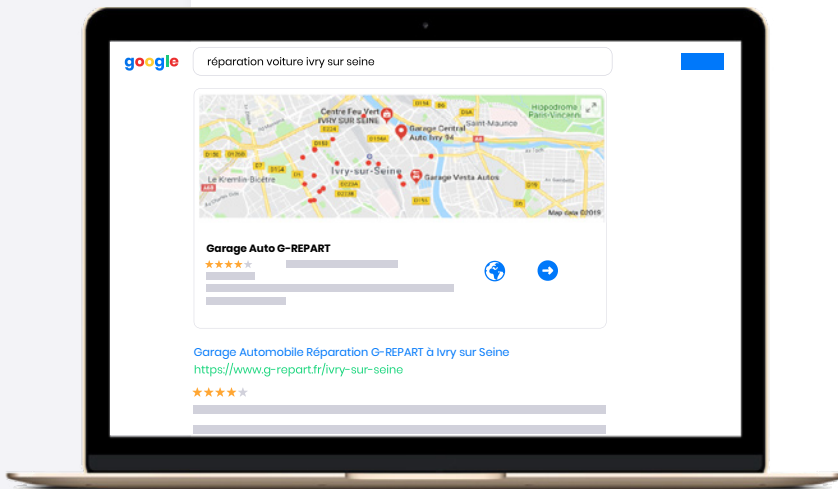 google
réparation voiture ivry sur seine
Centre Feu Vert
IVRY SUR SEINE
Garage Central
Auto Ivry 94
Saint-Maurice
Hippodrome
Paris-Vincen
Ivry-sur-Seine
Garage Vesta Autos
Le Kremlin-Bicêtre
Map data ©2019
Garage Auto G-REPART
Garage Automobile Réparation G-REPART à Ivry sur Seine
https://www.g-repart.fr/ivry-sur-seine